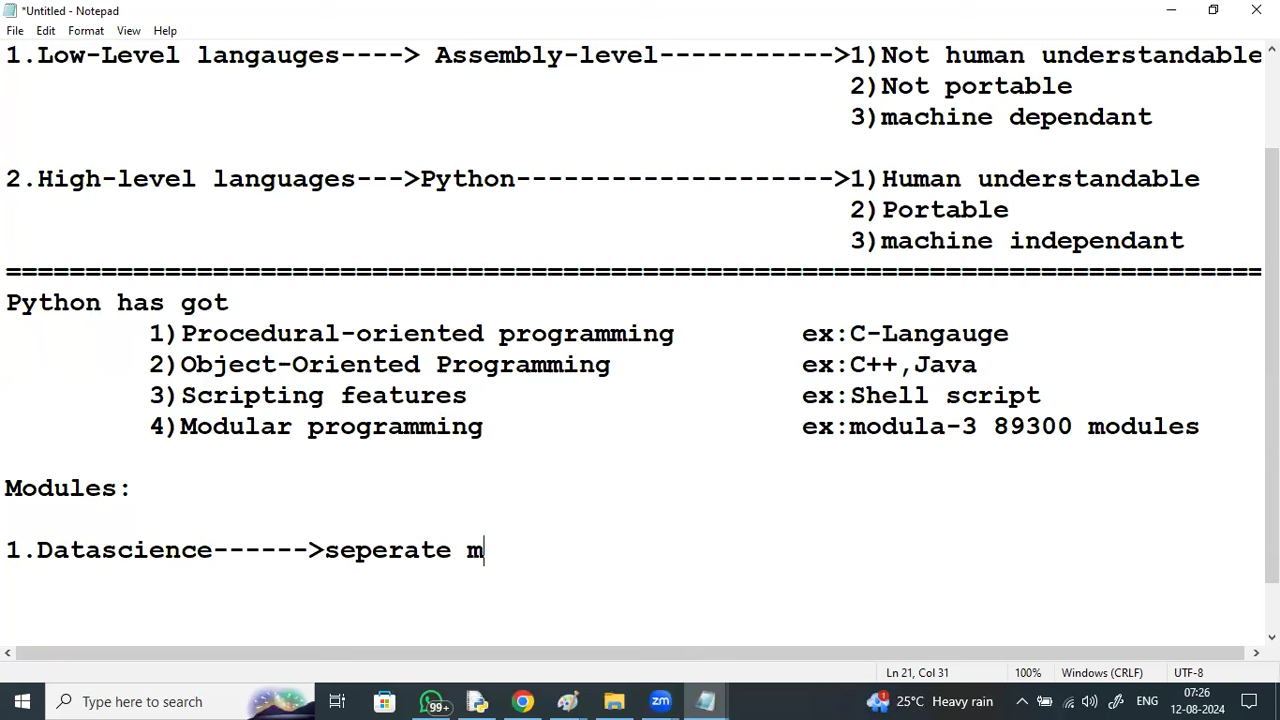 *Untitled - Notepad
File Edit Format View Help
1.Low-Level langauges----> Assembly-level----------->1)Not human understandable
2)Not portable
3)machine dependant
2.High-level languages--->Python-------------------->1)Human understandable
2)Portable
3)machine independant
===============================================================================
Python has got
1)Procedural-oriented programming ex:C-Langauge
2)Object-Oriented Programming ex:C++,Java
3)Scripting features ex:Shell script
4)Modular programming ex:modula-3 89300 modules
Modules:
1.Datascience------>seperate m
Ln 21, Col 31 100% Windows (CRLF) UTF-8
Type here to search 99+ zm 1 25°C Heavy rain ENG 07:26
12-08-2024